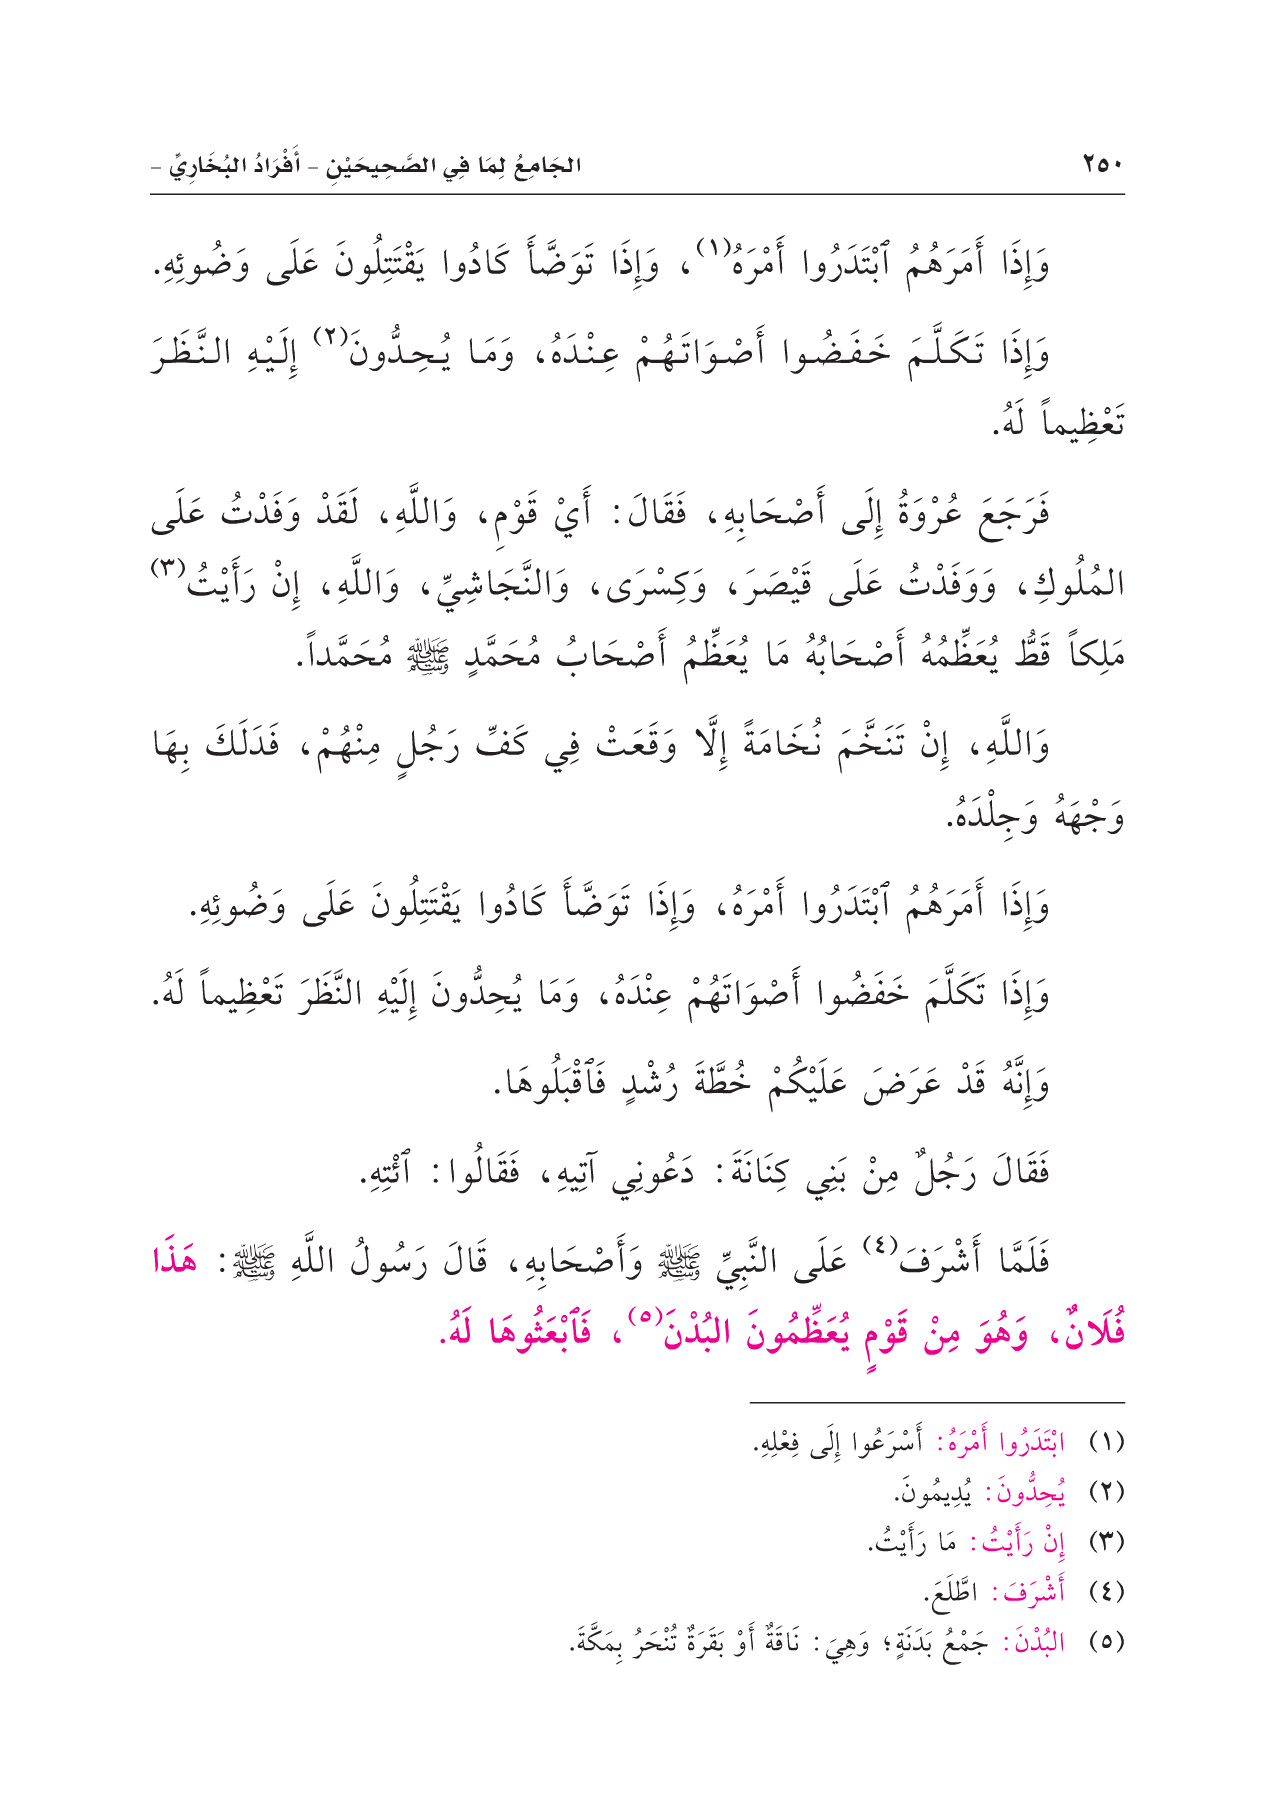 ٢٥٠
الجَامِعُ لِمَا فِي الصَّحِيحَيْنِ - أَفْرَادُ البُخَارِيِّ -
وَإِذَا أَمَرَهُمُ ٱبْتَدَرُوا أَمْرَهُ(١)، وَإِذَا تَوَضَّأَ كَادُوا يَقْتَتِلُونَ عَلَى وَضُوئِهِ.
وَإِذَا تَكَلَّمَ خَفَضُوا أَصْوَاتَهُمْ عِنْدَهُ، وَمَا يُحِدُّونَ(٢) إِلَيْهِ النَّظَرَ
تَعْظِيماً لَهُ.
فَرَجَعَ عُرْوَةُ إِلَى أَصْحَابِهِ، فَقَالَ: أَيْ قَوْمِ، وَاللَّهِ، لَقَدْ وَفَدْتُ عَلَى
المُلُوكِ، وَوَفَدْتُ عَلَى قَيْصَرَ، وَكِسْرَى، وَالنَّجَاشِيِّ، وَاللَّهِ، إِنْ رَأَيْتُ(٣)
مَلِكاً قَطُّ يُعَظِّمُهُ أَصْحَابُهُ مَا يُعَظِّمُ أَصْحَابُ مُحَمَّدٍ ﷺ مُحَمَّداً.
وَاللَّهِ، إِنْ تَنَخَّمَ نُخَامَةً إِلَّا وَقَعَتْ فِي كَفِّ رَجُلٍ مِنْهُمْ، فَدَلَكَ بِهَا
وَجْهَهُ وَجِلْدَهُ.
وَإِذَا أَمَرَهُمُ ٱبْتَدَرُوا أَمْرَهُ، وَإِذَا تَوَضَّأَ كَادُوا يَقْتَتِلُونَ عَلَى وَضُوئِهِ.
وَإِذَا تَكَلَّمَ خَفَضُوا أَصْوَاتَهُمْ عِنْدَهُ، وَمَا يُحِدُّونَ إِلَيْهِ النَّظَرَ تَعْظِيماً لَهُ.
وَإِنَّهُ قَدْ عَرَضَ عَلَيْكُمْ خُطَّةَ رُشْدٍ فَٱقْبَلُوهَا.
فَقَالَ رَجُلٌ مِنْ بَنِي كِنَانَةَ: دَعُونِي آتِيهِ، فَقَالُوا: ٱئْتِهِ.
فَلَمَّا أَشْرَفَ(٤) عَلَى النَّبِيِّ ﷺ وَأَصْحَابِهِ، قَالَ رَسُولُ اللَّهِ ﷺ: هَذَا
فُلَانٌ، وَهُوَ مِنْ قَوْمٍ يُعَظِّمُونَ البُدْنَ(٥)، فَٱبْعَثُوهَا لَهُ.
(١) ابْتَدَرُوا أَمْرَهُ: أَسْرَعُوا إِلَى فِعْلِهِ.
(٢) يُحِدُّونَ: يُدِيمُونَ.
(٣) إِنْ رَأَيْتُ: مَا رَأَيْتُ.
(٤) أَشْرَفَ: اطَّلَعَ.
(٥) البُدْنَ: جَمْعُ بَدَنَةٍ؛ وَهِيَ: نَاقَةٌ أَوْ بَقَرَةٌ تُنْحَرُ بِمَكَّةَ.